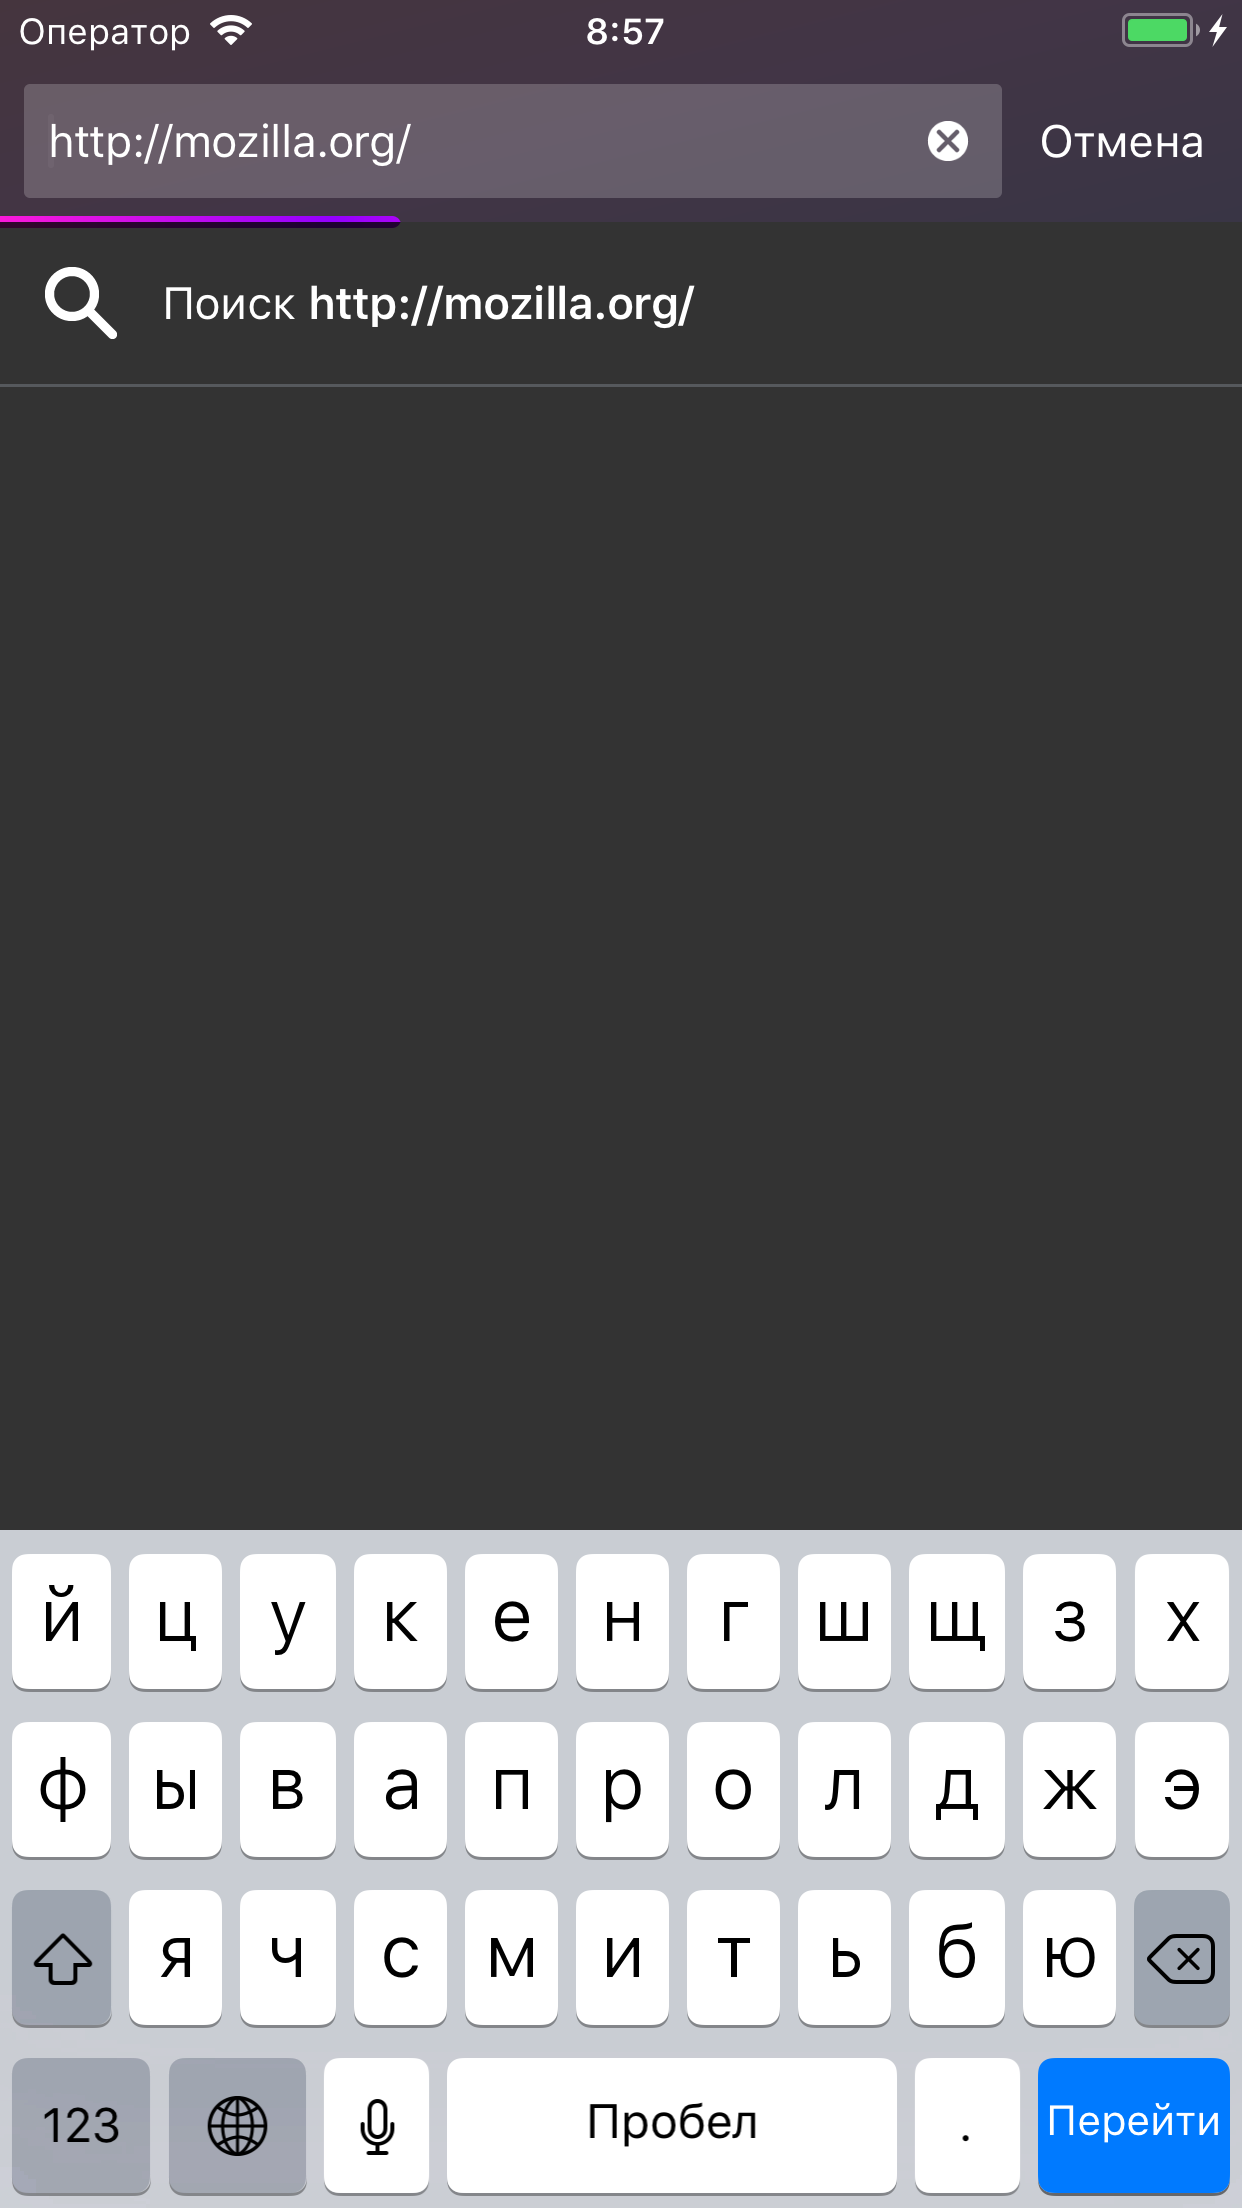 Оператор 8:57
http://mozilla.org/ Отмена
Поиск http://mozilla.org/
й ц у к е н г ш щ з х
ф ы в а п р о л д ж э
я ч с м и т ь б ю
123 Пробел . Перейти